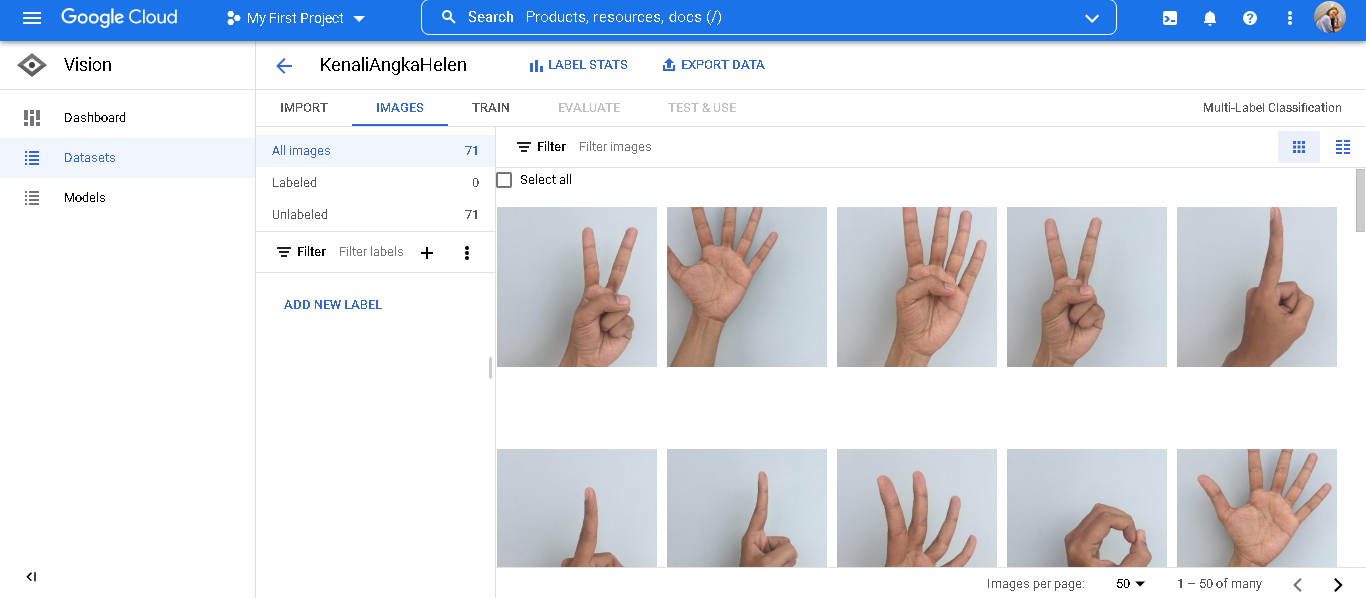 Google Cloud My First Project Search Products, resources, docs (/)
Vision
KenaliAngkaHelen LABEL STATS EXPORT DATA
IMPORT IMAGES TRAIN EVALUATE TEST & USE Multi-Label Classification
Dashboard
Datasets
Models
All images 71
Labeled 0
Unlabeled 71
Filter Filter labels
ADD NEW LABEL
Filter Filter images
Select all
Images per page: 50 1 – 50 of many